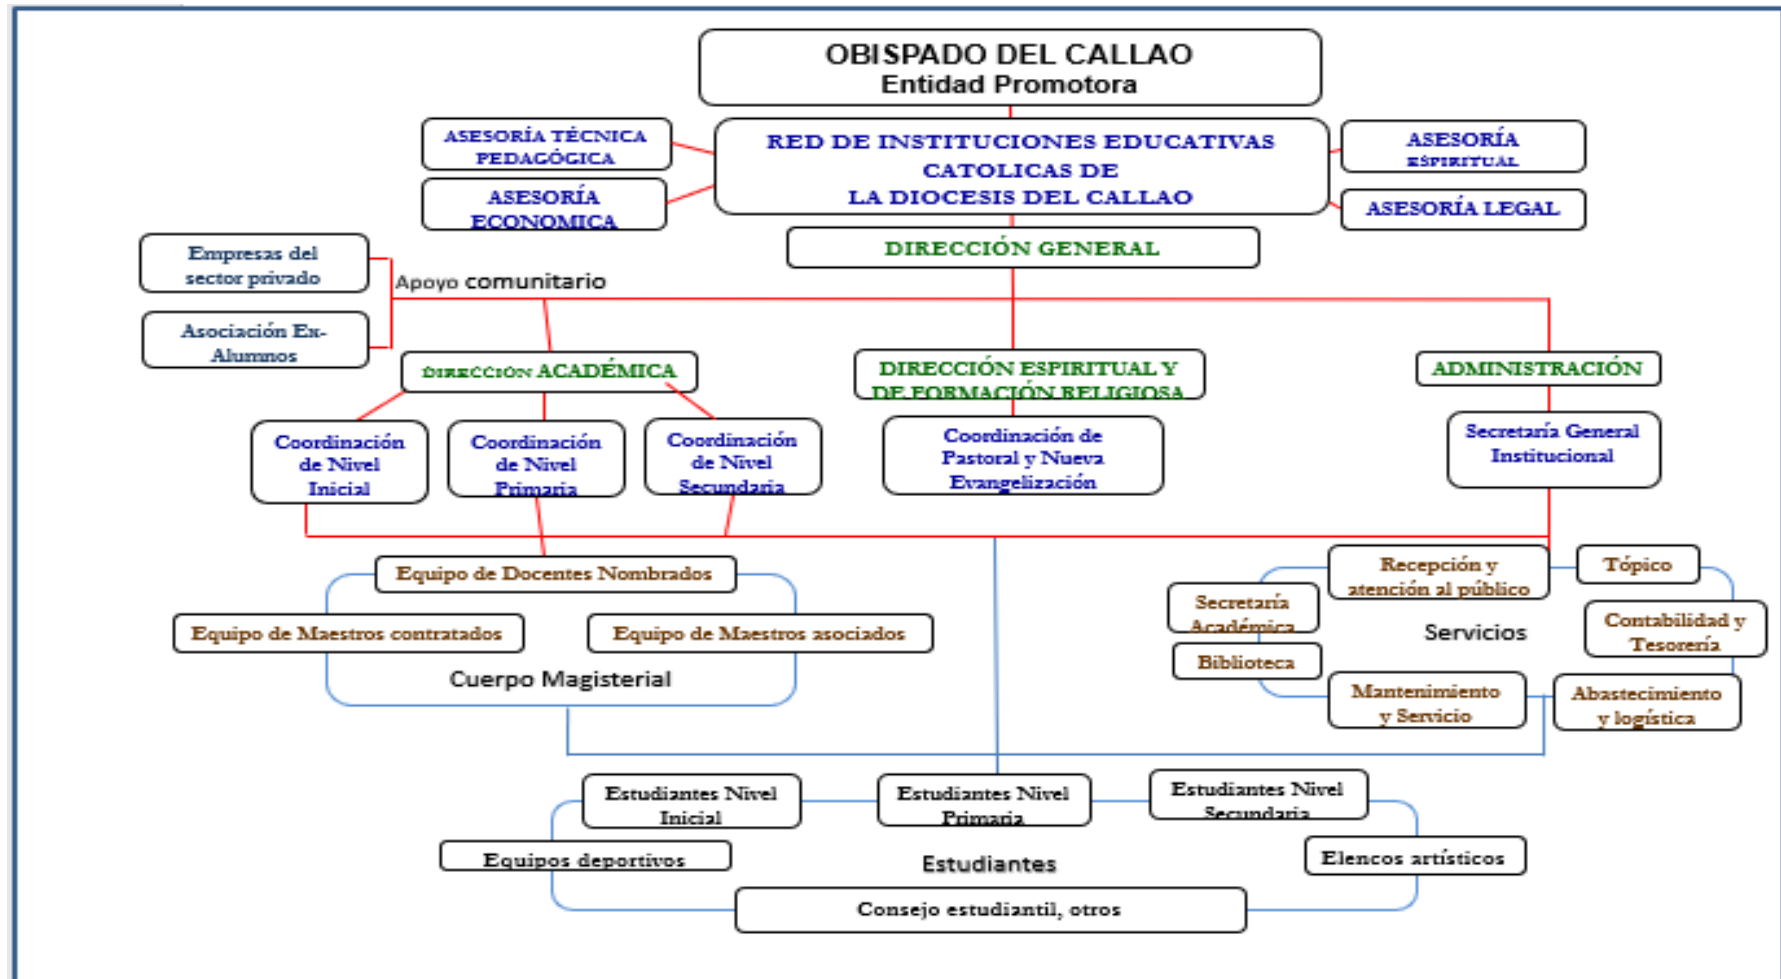 OBISPADO DEL CALLAO
Entidad Promotora
ASESORÍA TÉCNICA
PEDAGÓGICA
RED DE INSTITUCIONES EDUCATIVAS
CATOLICAS DE
LA DIOCESIS DEL CALLAO
ASESORÍA
ESPIRITUAL
ASESORÍA
ECONOMICA
ASESORÍA LEGAL
DIRECCIÓN GENERAL
Empresas del
sector privado
Apoyo comunitario
Asociación Ex-
Alumnos
DIRECCIÓN ACADÉMICA
DIRECCIÓN ESPIRITUAL Y
DE FORMACIÓN RELIGIOSA
ADMINISTRACIÓN
Coordinación
de Nivel
Inicial
Coordinación
de Nivel
Primaria
Coordinación
de Nivel
Secundaria
Coordinación de
Pastoral y Nueva
Evangelización
Secretaría General
Institucional
Equipo de Docentes Nombrados
Equipo de Maestros contratados
Equipo de Maestros asociados
Cuerpo Magisterial
Recepción y
atención al público
Tópico
Secretaría
Académica
Servicios
Contabilidad y
Tesorería
Biblioteca
Mantenimiento
y Servicio
Abastecimiento
y logística
Estudiantes Nivel
Inicial
Estudiantes Nivel
Primaria
Estudiantes Nivel
Secundaria
Equipos deportivos
Estudiantes
Elencos artísticos
Consejo estudiantil, otros